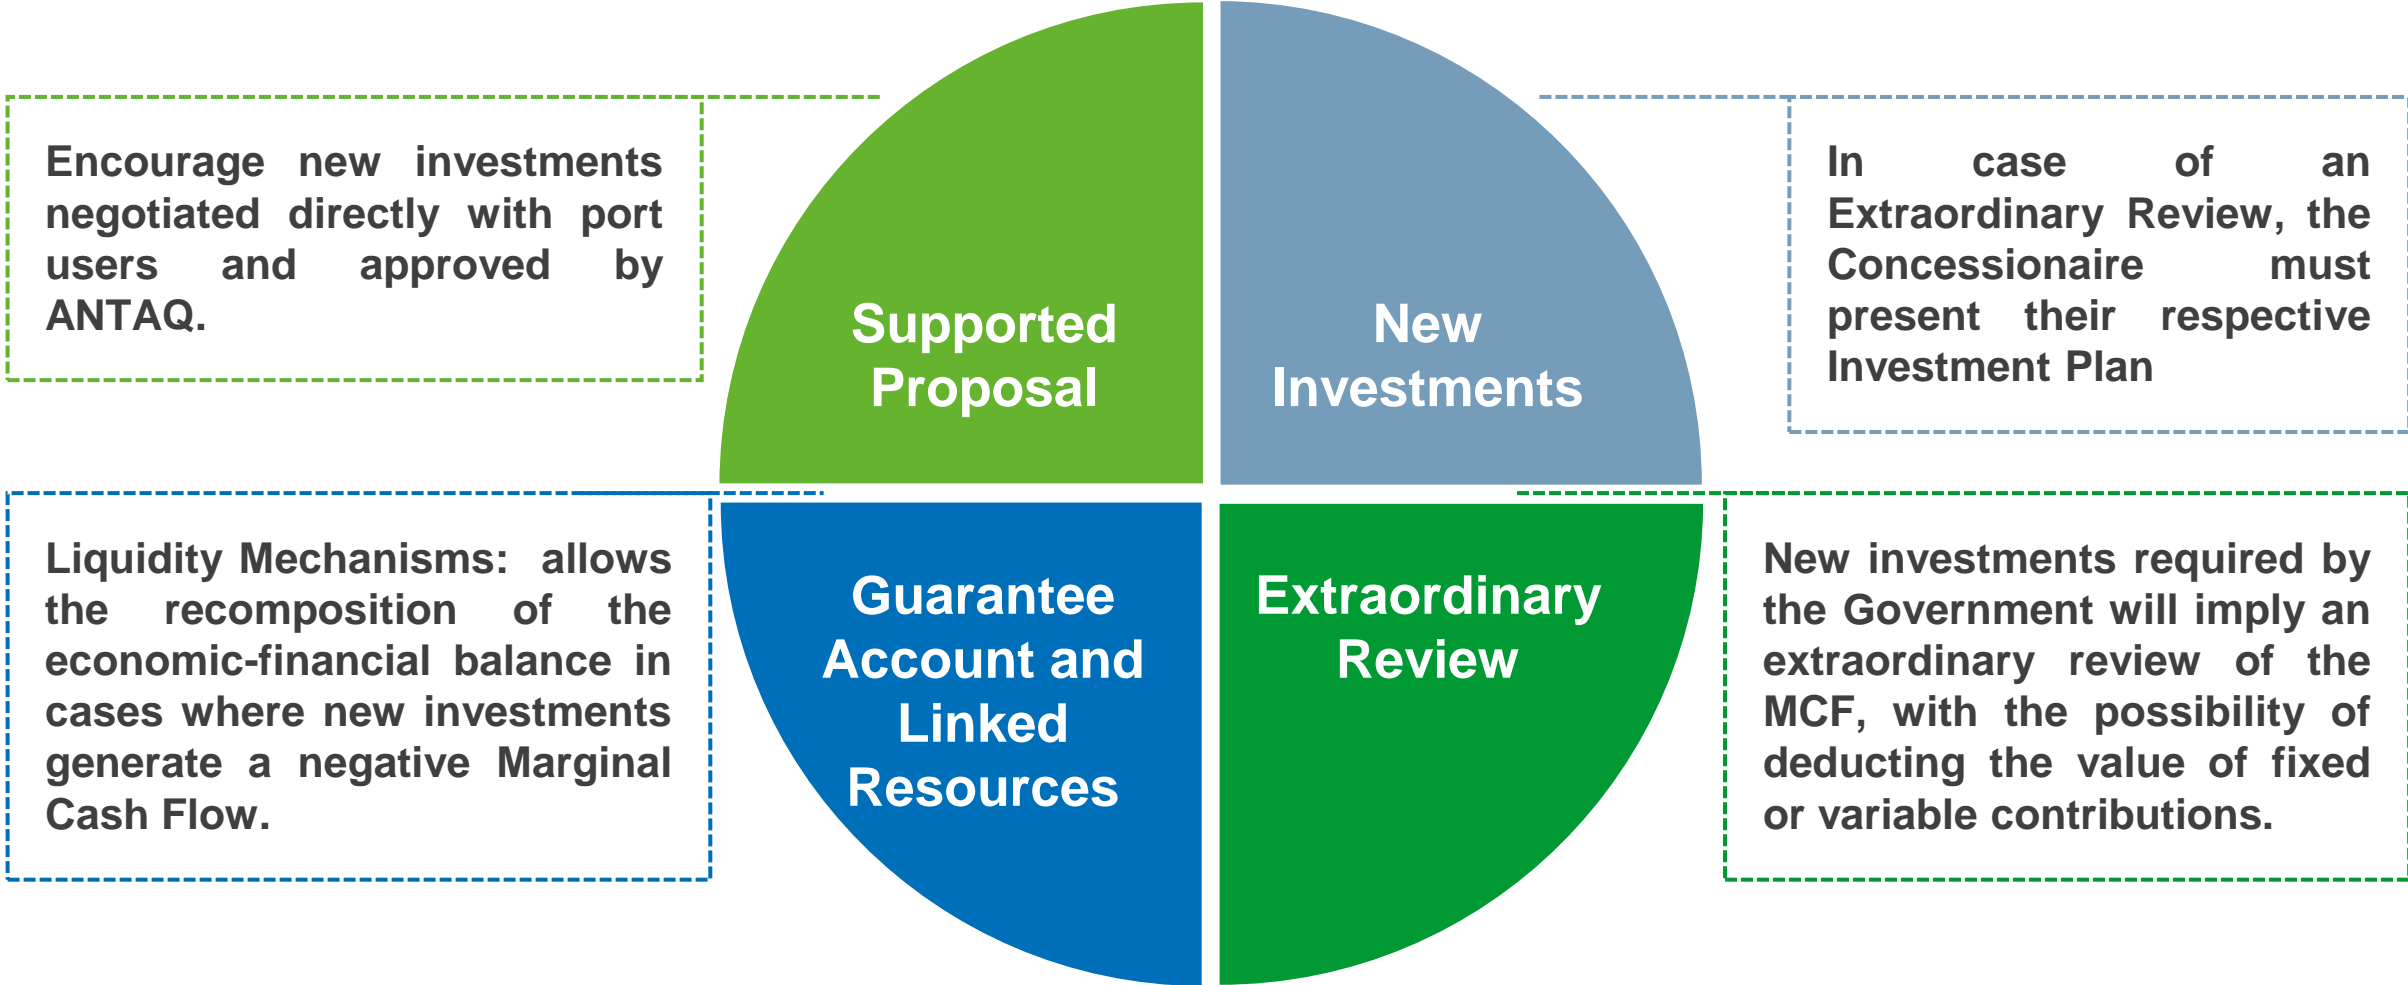 Encourage new investments
negotiated directly with port
users and approved by
ANTAQ.
Supported
Proposal
New
Investments
In case of an
Extraordinary Review, the
Concessionaire must
present their respective
Investment Plan
Liquidity Mechanisms: allows
the recomposition of the
economic-financial balance in
cases where new investments
generate a negative Marginal
Cash Flow.
Guarantee
Account and
Linked
Resources
Extraordinary
Review
New investments required by
the Government will imply an
extraordinary review of the
MCF, with the possibility of
deducting the value of fixed
or variable contributions.